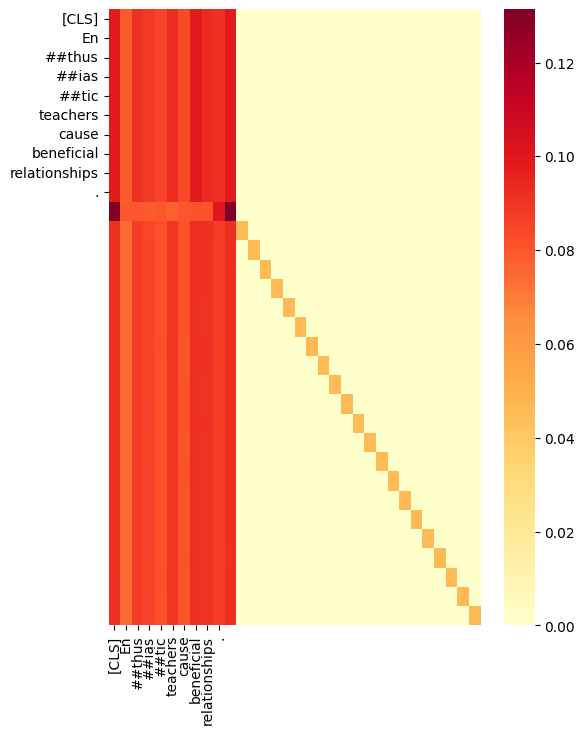 [CLS]
En
##thus
##ias
##tic
teachers
cause
beneficial
relationships
.
0.12
0.10
0.08
0.06
0.04
0.02
0.00
[CLS]
En
##thus
##ias
##tic
teachers
cause
beneficial
relationships
.